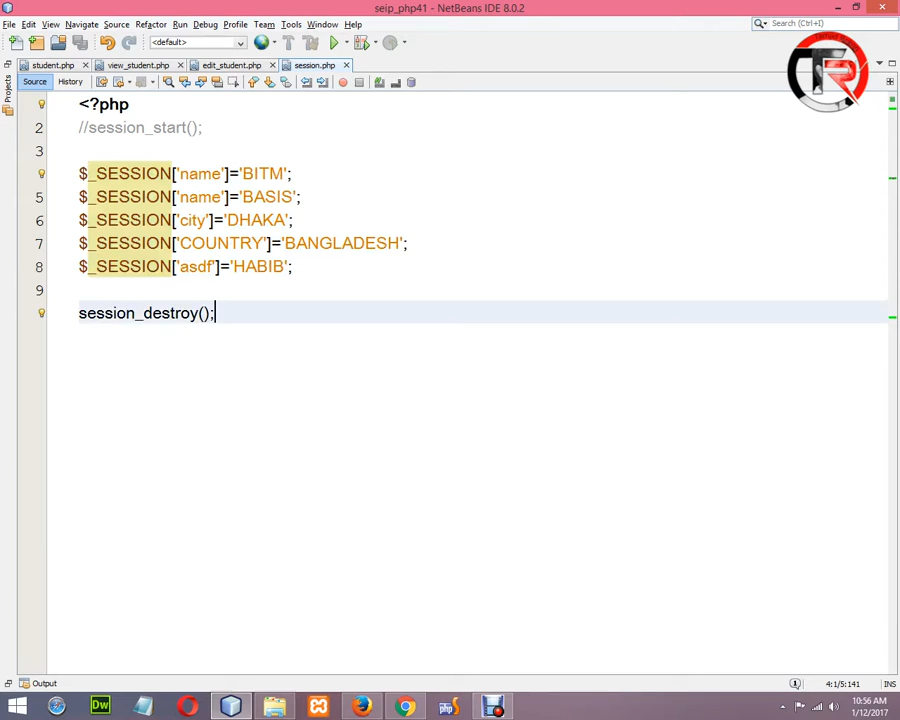 seip_php41 - NetBeans IDE 8.0.2
File Edit View Navigate Source Refactor Run Debug Profile Team Tools Window Help
Search (Ctrl+I)
<default>
student.php view_student.php edit_student.php session.php
Source History
Projects
<?php
2 //session_start();
3
$_SESSION['name']='BITM';
5 $_SESSION['name']='BASIS';
6 $_SESSION['city']='DHAKA';
7 $_SESSION['COUNTRY']='BANGLADESH';
8 $_SESSION['asdf']='HABIB';
9
session_destroy();
Output
4:1/5:141 INS
Dw
php
10:56 AM
1/12/2017